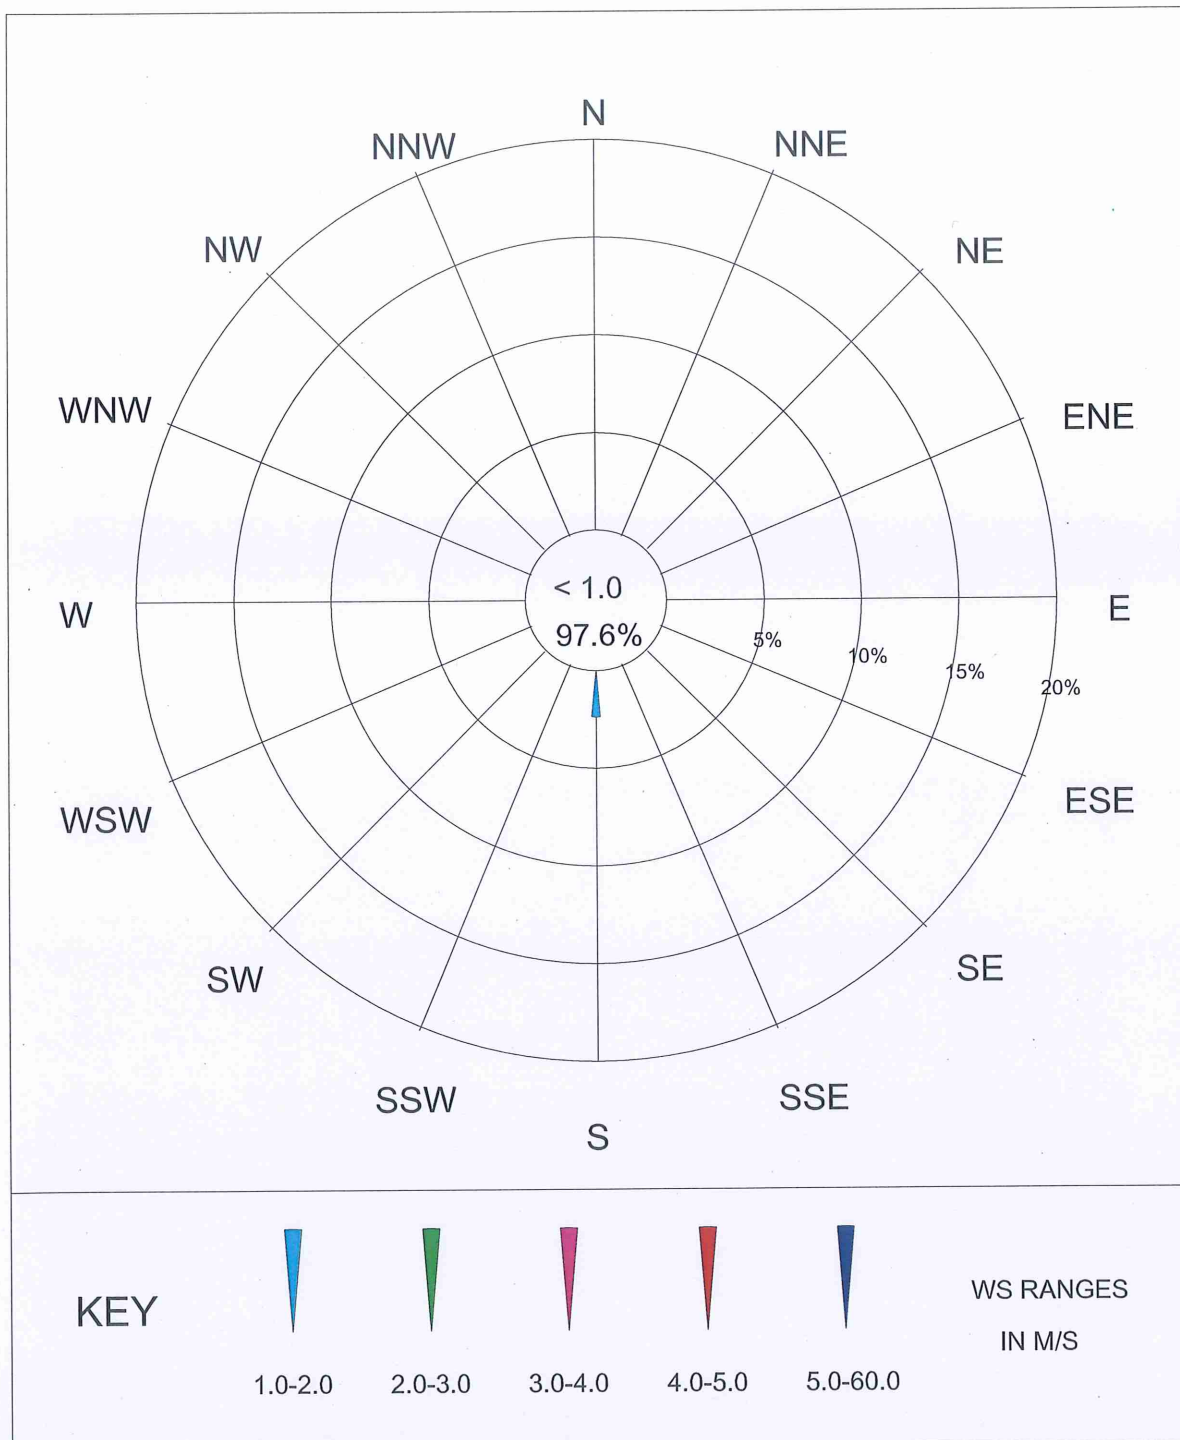 N
NNW
NNE
NW
NE
WNW
ENE
< 1.0
97.6%
W
E
5%
10%
15%
20%
WSW
ESE
SW
SE
SSW
SSE
S
KEY
WS RANGES
IN M/S
1.0-2.0
2.0-3.0
3.0-4.0
4.0-5.0
5.0-60.0